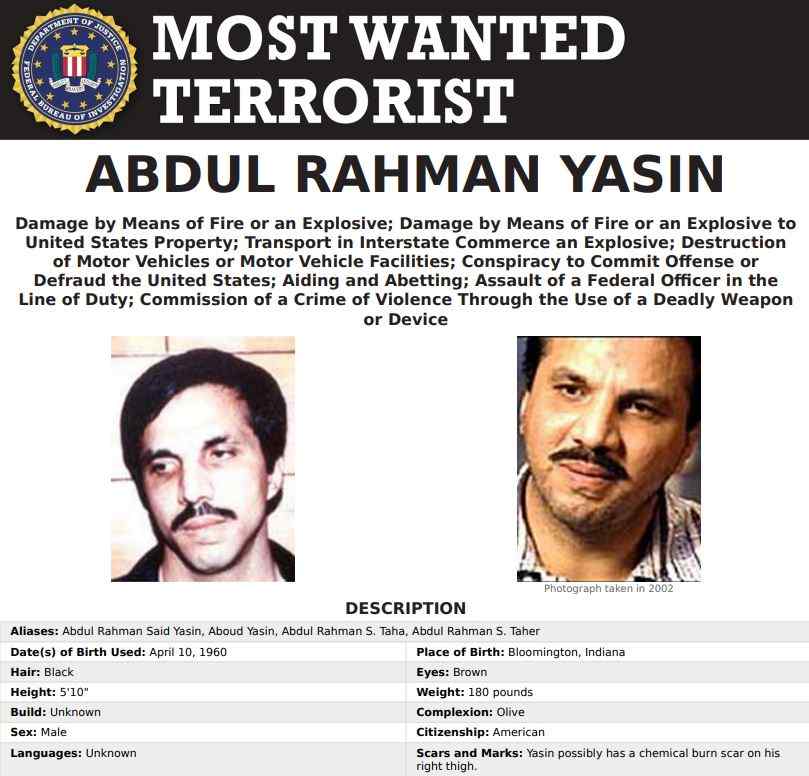 DEPARTMENT OF JUSTICE
FEDERAL BUREAU OF INVESTIGATION
MOST WANTED
TERRORIST
ABDUL RAHMAN YASIN
Damage by Means of Fire or an Explosive; Damage by Means of Fire or an Explosive to
United States Property; Transport in Interstate Commerce an Explosive; Destruction
of Motor Vehicles or Motor Vehicle Facilities; Conspiracy to Commit Offense or
Defraud the United States; Aiding and Abetting; Assault of a Federal Officer in the
Line of Duty; Commission of a Crime of Violence Through the Use of a Deadly Weapon
or Device
Photograph taken in 2002
DESCRIPTION
Aliases: Abdul Rahman Said Yasin, Aboud Yasin, Abdul Rahman S. Taha, Abdul Rahman S. Taher
Date(s) of Birth Used: April 10, 1960
Place of Birth: Bloomington, Indiana
Hair: Black
Eyes: Brown
Height: 5'10"
Weight: 180 pounds
Build: Unknown
Complexion: Olive
Sex: Male
Citizenship: American
Languages: Unknown
Scars and Marks: Yasin possibly has a chemical burn scar on his
right thigh.